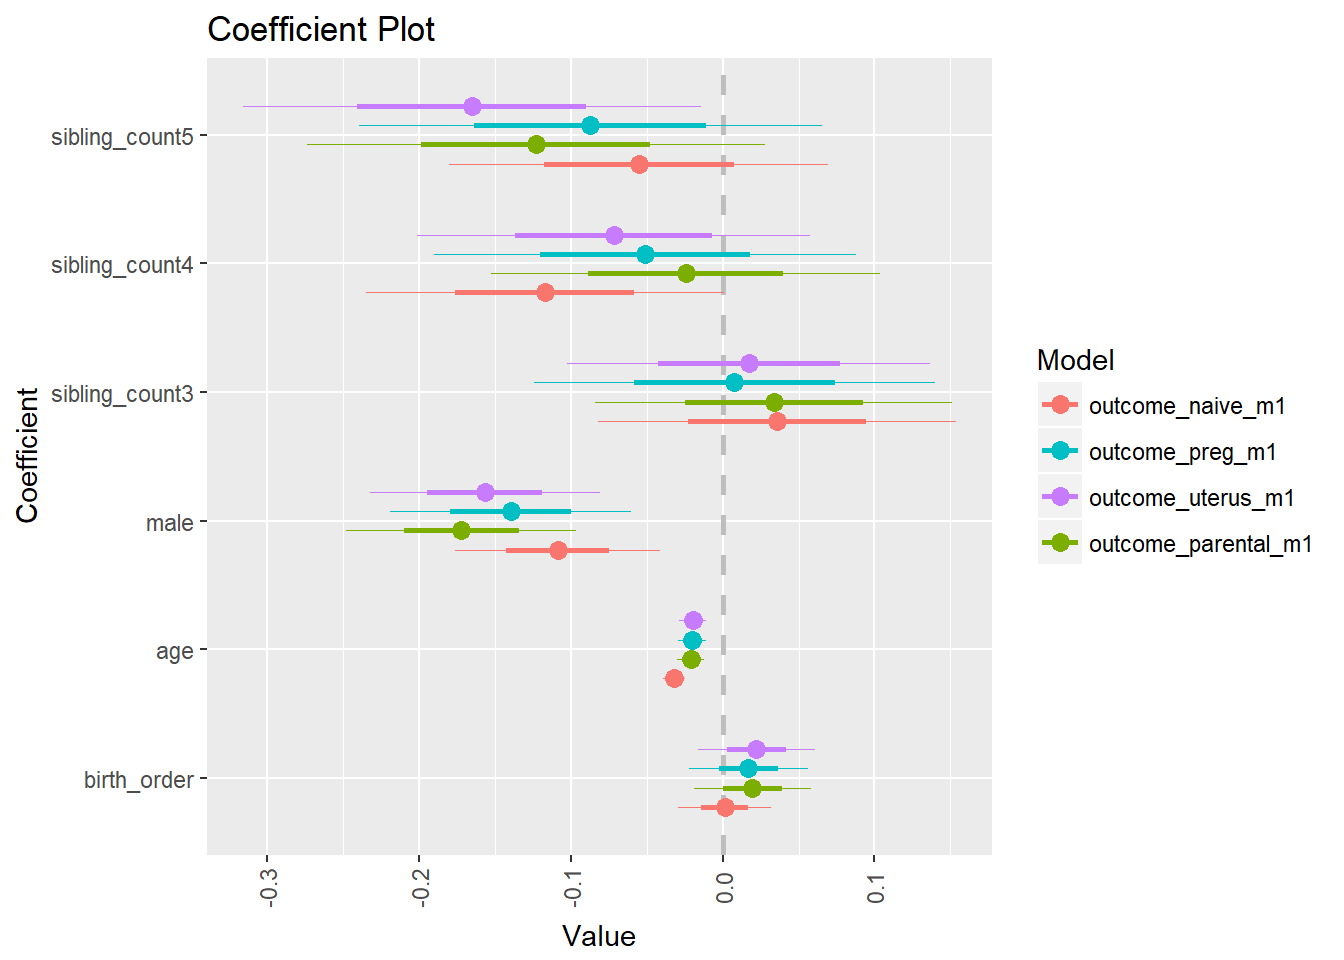 Coefficient Plot
Coefficient
sibling_count5
sibling_count4
sibling_count3
male
age
birth_order
-0.3
-0.2
-0.1
0.0
0.1
Value
Model
outcome_naive_m1
outcome_preg_m1
outcome_uterus_m1
outcome_parental_m1